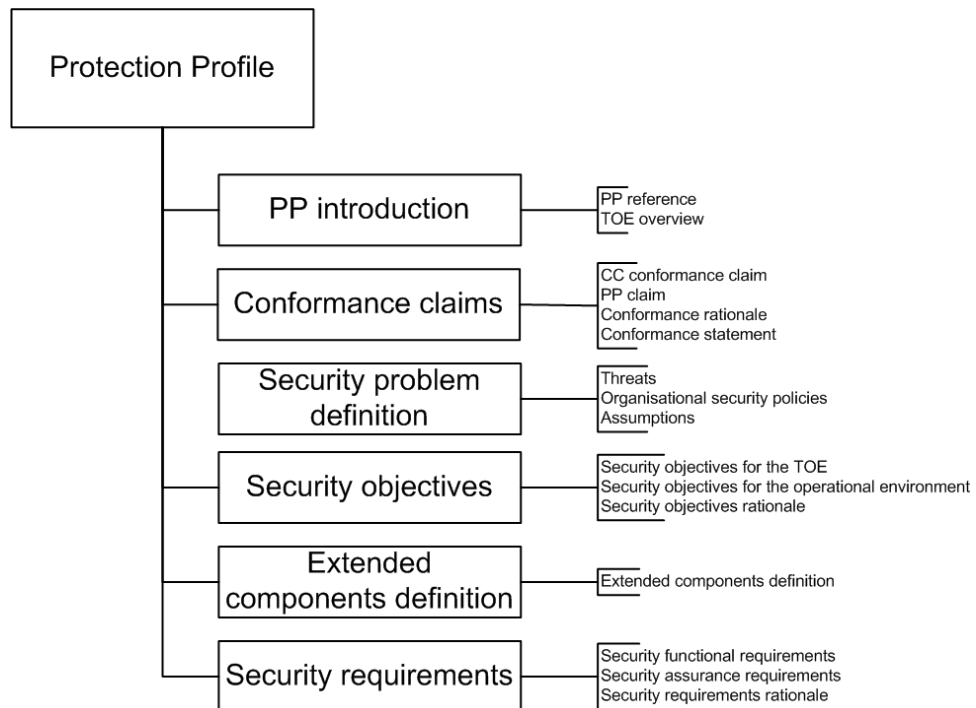 Protection Profile
PP introduction
PP reference
TOE overview
Conformance claims
CC conformance claim
PP claim
Conformance rationale
Conformance statement
Security problem
definition
Threats
Organisational security policies
Assumptions
Security objectives
Security objectives for the TOE
Security objectives for the operational environment
Security objectives rationale
Extended
components definition
Extended components definition
Security requirements
Security functional requirements
Security assurance requirements
Security requirements rationale